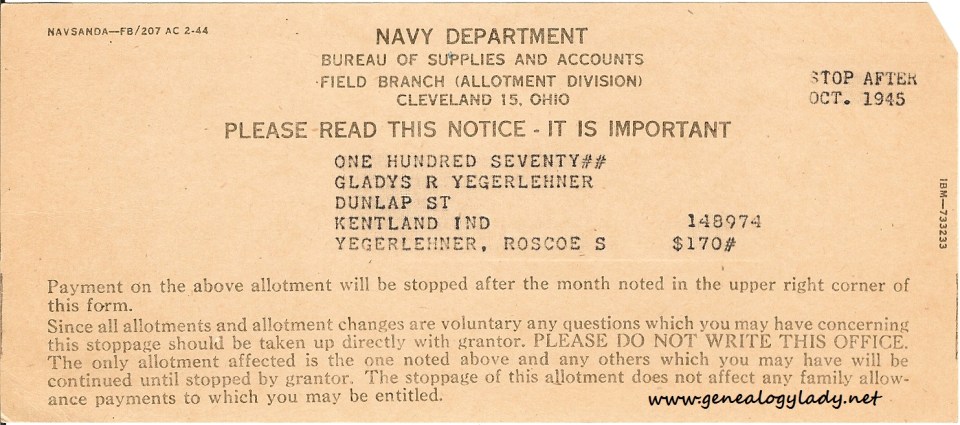 NAVSANDA—FB/207 AC 2-44
NAVY DEPARTMENT
BUREAU OF SUPPLIES AND ACCOUNTS
FIELD BRANCH (ALLOTMENT DIVISION)
CLEVELAND 15, OHIO
STOP AFTER
OCT. 1945
PLEASE READ THIS NOTICE - IT IS IMPORTANT
ONE HUNDRED SEVENTY##
GLADYS R YEGERLEHNER
DUNLAP ST
KENTLAND IND 148974
YEGERLEHNER, ROSCOE S $170#
IBM—733233
Payment on the above allotment will be stopped after the month noted in the upper right corner of
this form.
Since all allotments and allotment changes are voluntary any questions which you may have concerning
this stoppage should be taken up directly with grantor. PLEASE DO NOT WRITE THIS OFFICE.
The only allotment affected is the one noted above and any others which you may have will be
continued until stopped by grantor. The stoppage of this allotment does not affect any family allow-
ance payments to which you may be entitled.
www.genealogylady.net